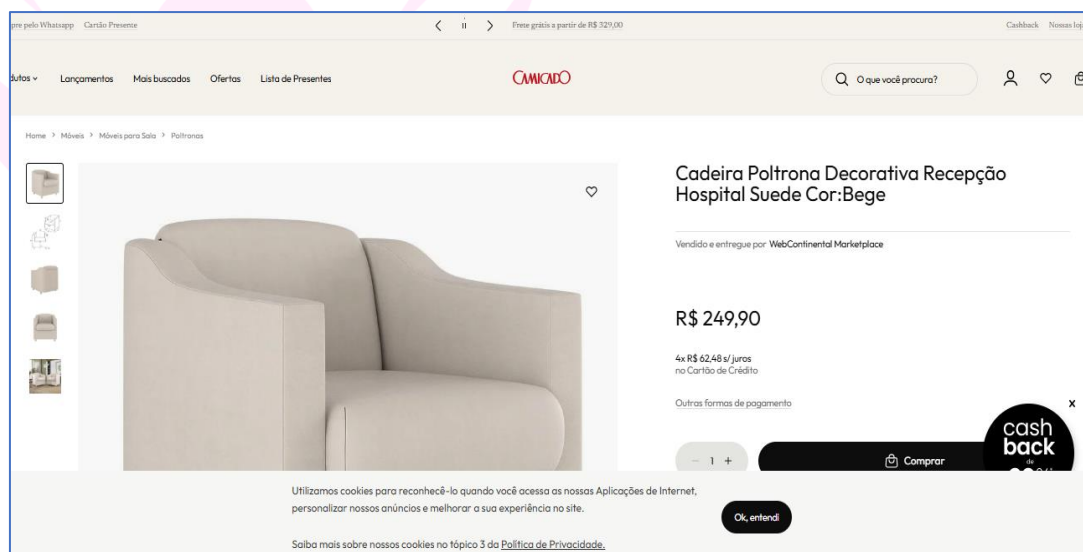 pelo Whatsapp Cartão Presente
Frete grátis a partir de R$ 329,00
Cashback Nossas
Lançamentos Mais buscados Ofertas Lista de Presentes
CAMICADO
O que você procura?
Home > Móveis > Móveis para Sala > Poltronas
Cadeira Poltrona Decorativa Recepção
Hospital Suede Cor:Bege
Vendido e entregue por WebContinental Marketplace
R$ 249,90
4x R$ 62,48 s/ juros
no Cartão de Crédito
Outras formas de pagamento
x
cash
back
de
- 1 +
Comprar
Utilizamos cookies para reconhecê-lo quando você acessa as nossas Aplicações de Internet,
personalizar nossos anúncios e melhorar a sua experiência no site.
Ok, entendi
Saiba mais sobre nossos cookies no tópico 3 da Política de Privacidade.